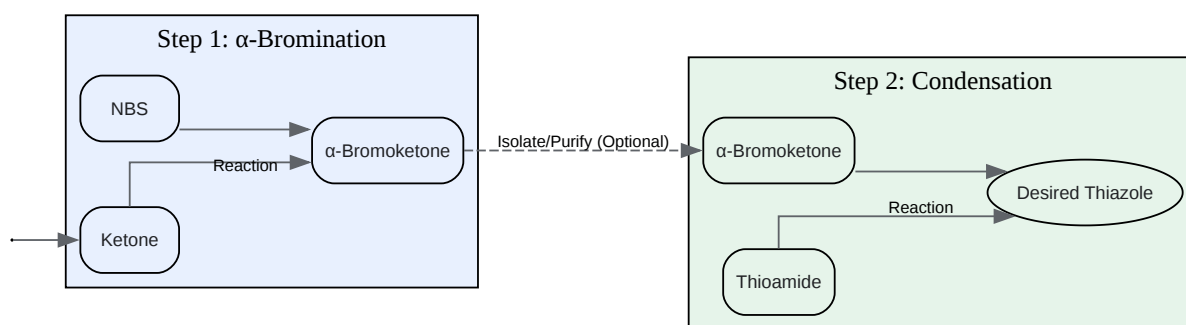 Step 1: α-Bromination
NBS
α-Bromoketone
Reaction
Ketone
Isolate/Purify (Optional)
Step 2: Condensation
α-Bromoketone
Desired Thiazole
Reaction
Thioamide